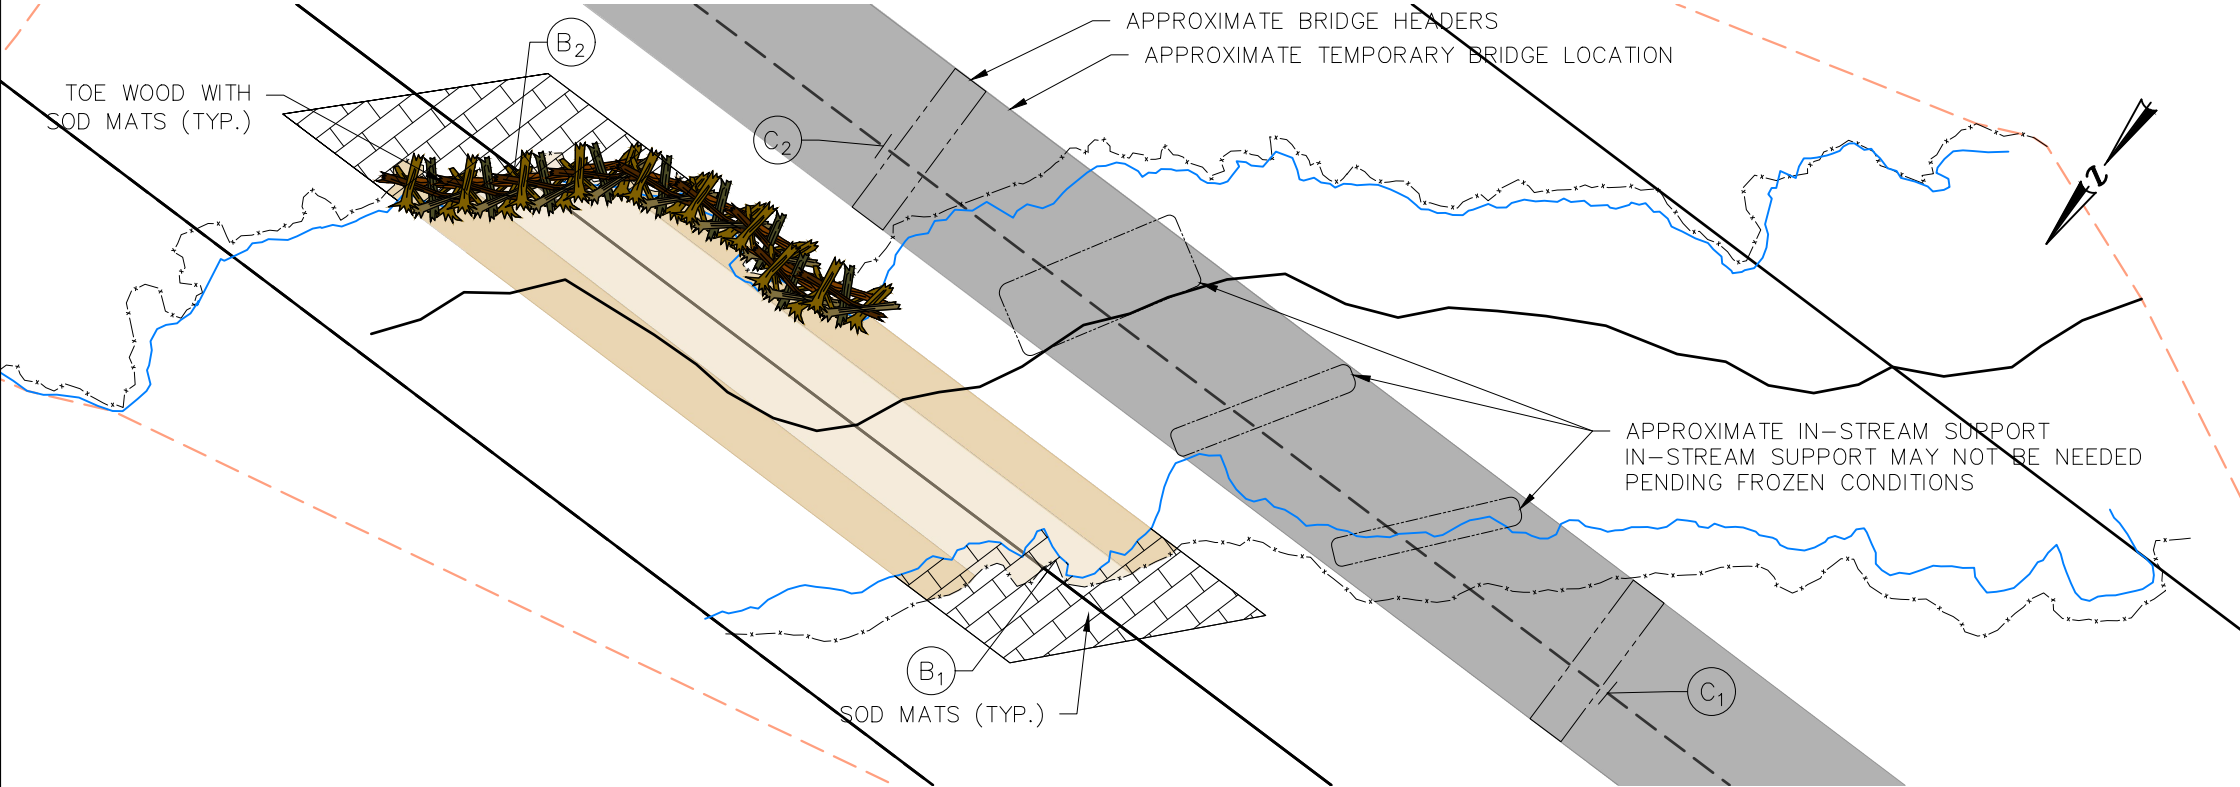 APPROXIMATE BRIDGE HEADERS
APPROXIMATE TEMPORARY BRIDGE LOCATION
B2
TOE WOOD WITH
SOD MATS (TYP.)
C2
N
APPROXIMATE IN-STREAM SUPPORT
IN-STREAM SUPPORT MAY NOT BE NEEDED
PENDING FROZEN CONDITIONS
B1
C1
SOD MATS (TYP.)